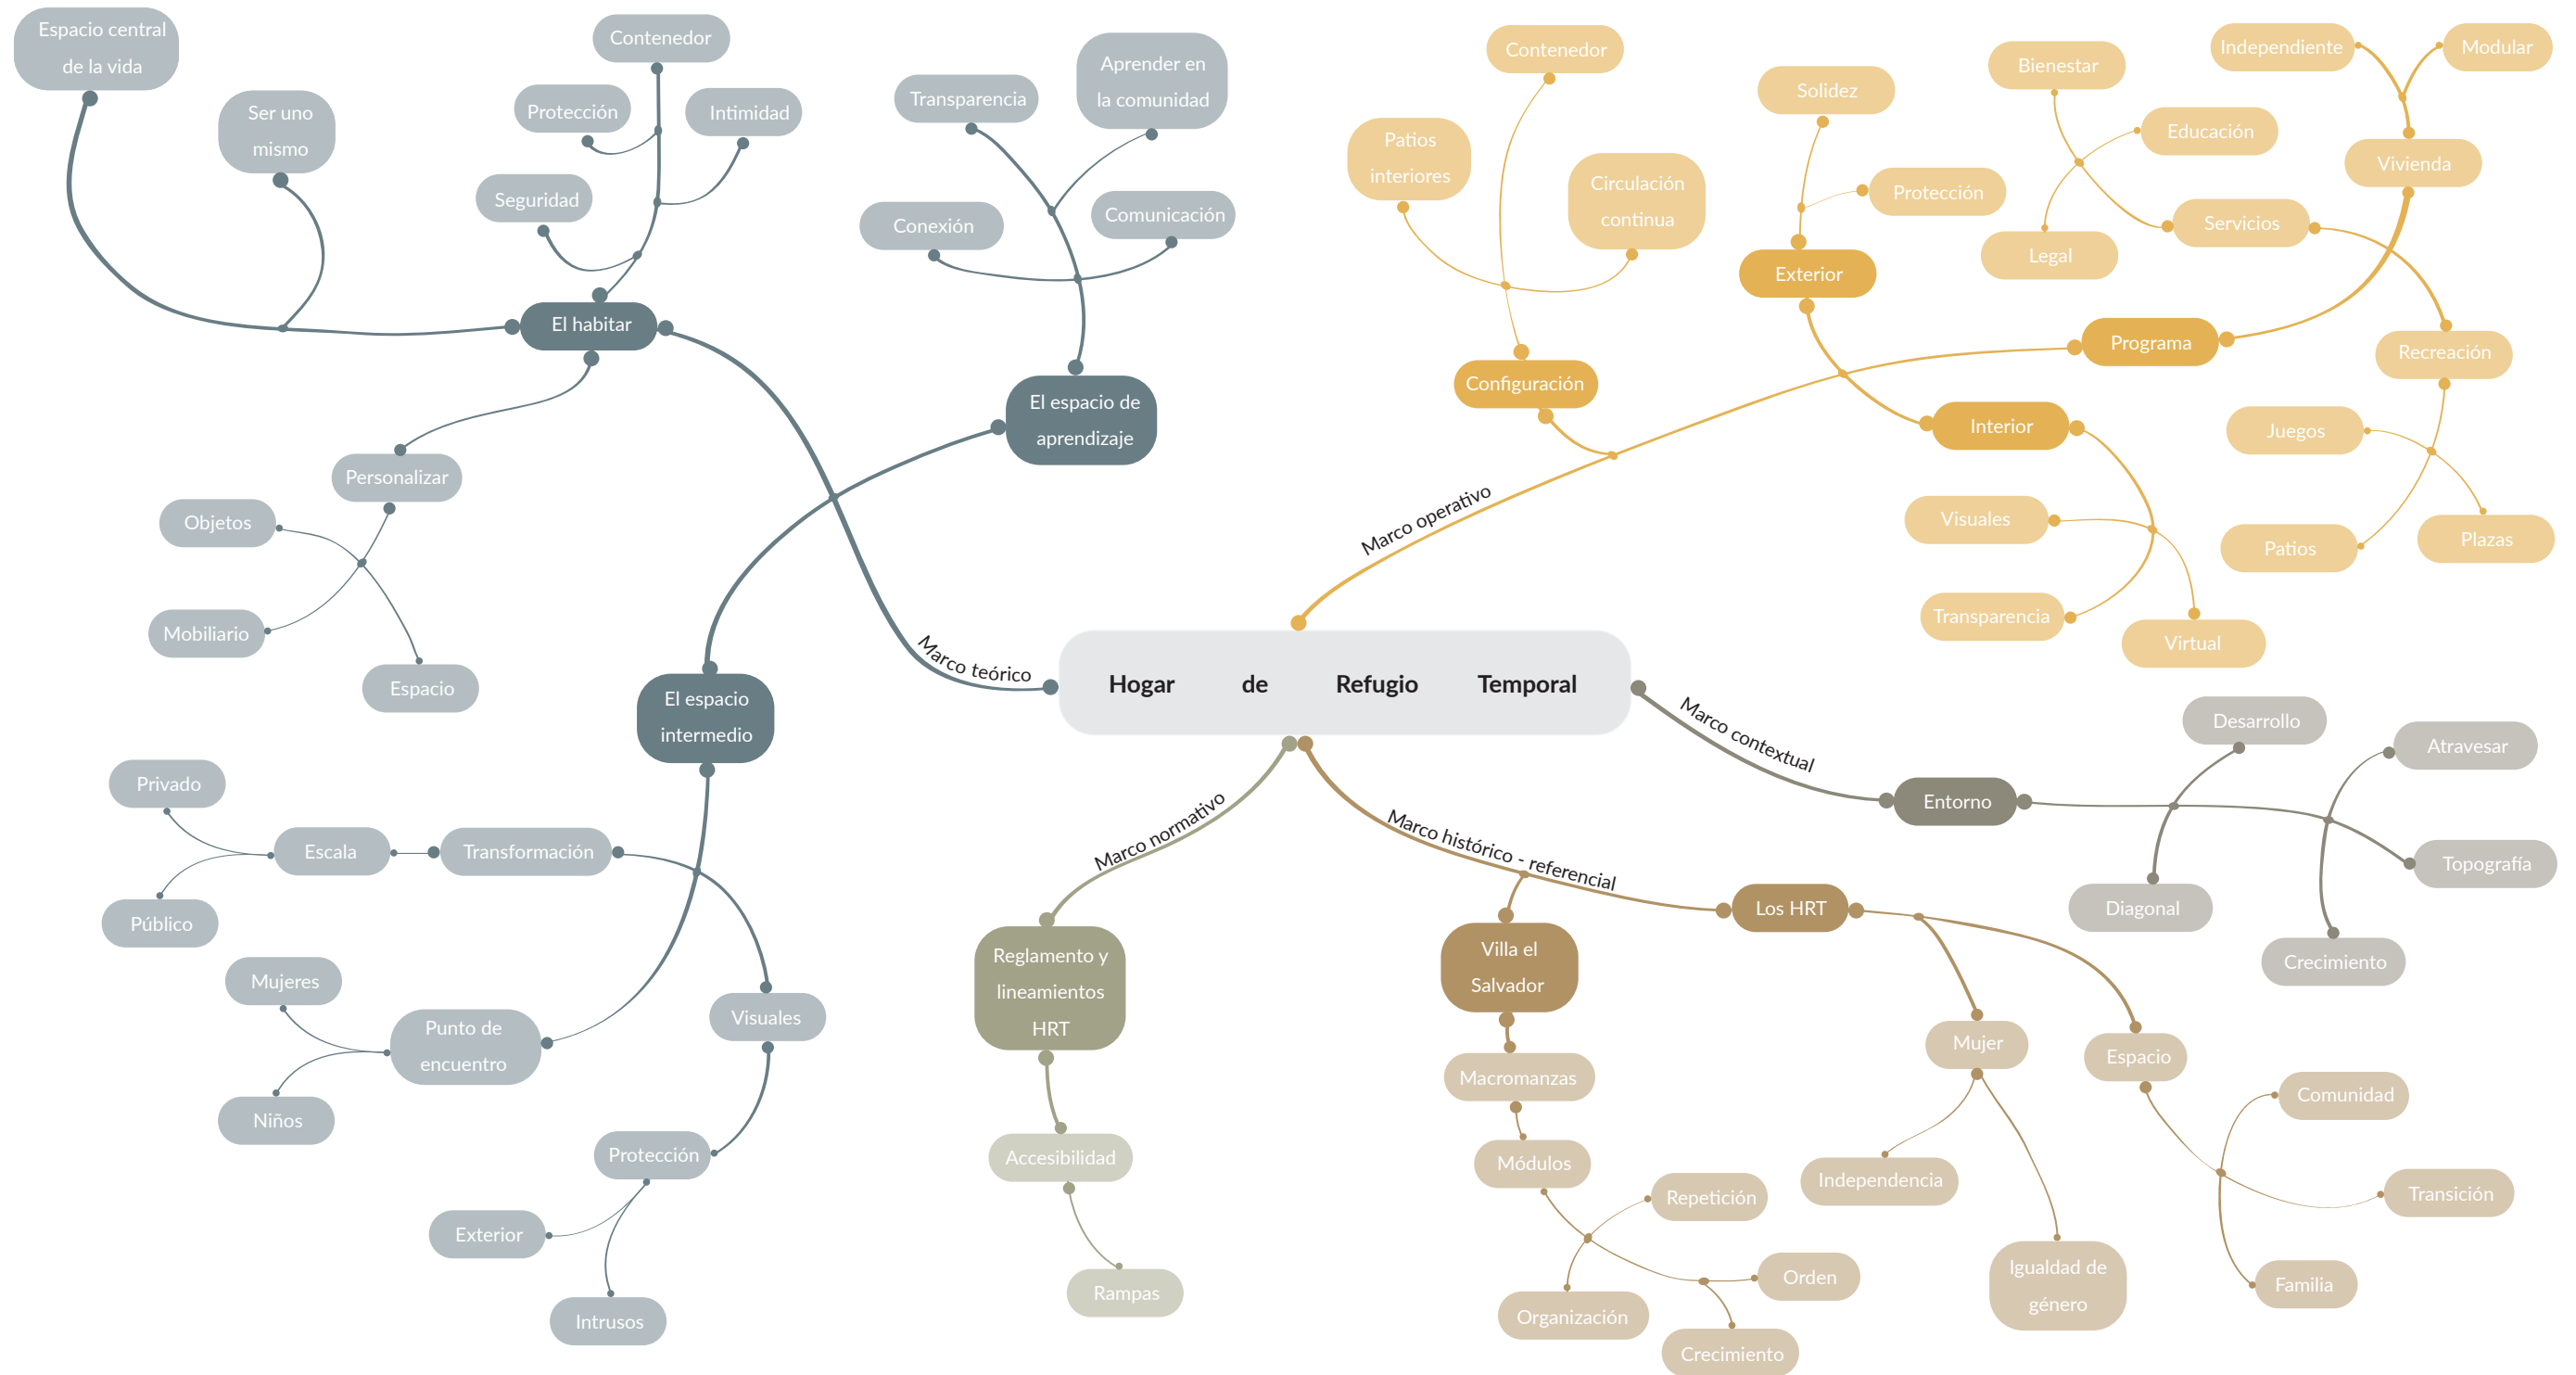 Espacio central
de la vida
Ser uno
mismo
Contenedor
Protección
Intimidad
Seguridad
El habitar
Personalizar
Objetos
Mobiliario
Espacio
Transparencia
Aprender en
la comunidad
Conexión
Comunicación
El espacio de
aprendizaje
El espacio
intermedio
Privado
Escala
Transformación
Público
Mujeres
Punto de
encuentro
Niños
Visuales
Protección
Exterior
Intrusos
Marco teórico
Hogar de Refugio Temporal
Marco operativo
Contenedor
Patios
interiores
Circulación
continua
Configuración
Solidez
Protección
Exterior
Interior
Visuales
Transparencia
Virtual
Programa
Bienestar
Educación
Legal
Servicios
Independiente
Modular
Vivienda
Recreación
Juegos
Patios
Plazas
Marco contextual
Entorno
Desarrollo
Diagonal
Atravesar
Topografía
Crecimiento
Marco normativo
Reglamento y
lineamientos
HRT
Accesibilidad
Rampas
Marco histórico - referencial
Villa el
Salvador
Macromanzas
Módulos
Repetición
Organización
Orden
Crecimiento
Los HRT
Mujer
Independencia
Igualdad de
género
Espacio
Comunidad
Transición
Familia